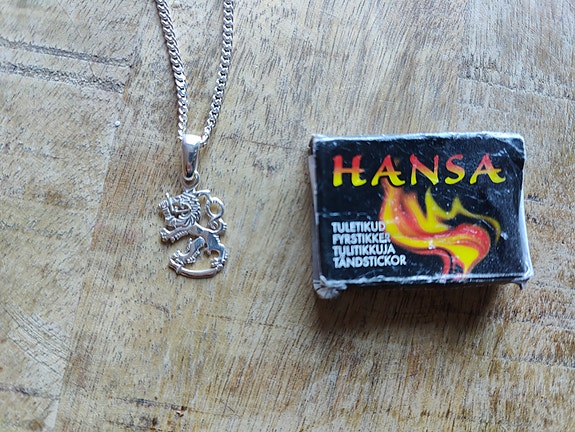 HANSA
TULETIKUD
FYRSTIKKER
TULITIKKUJA
TÄNDSTICKOR